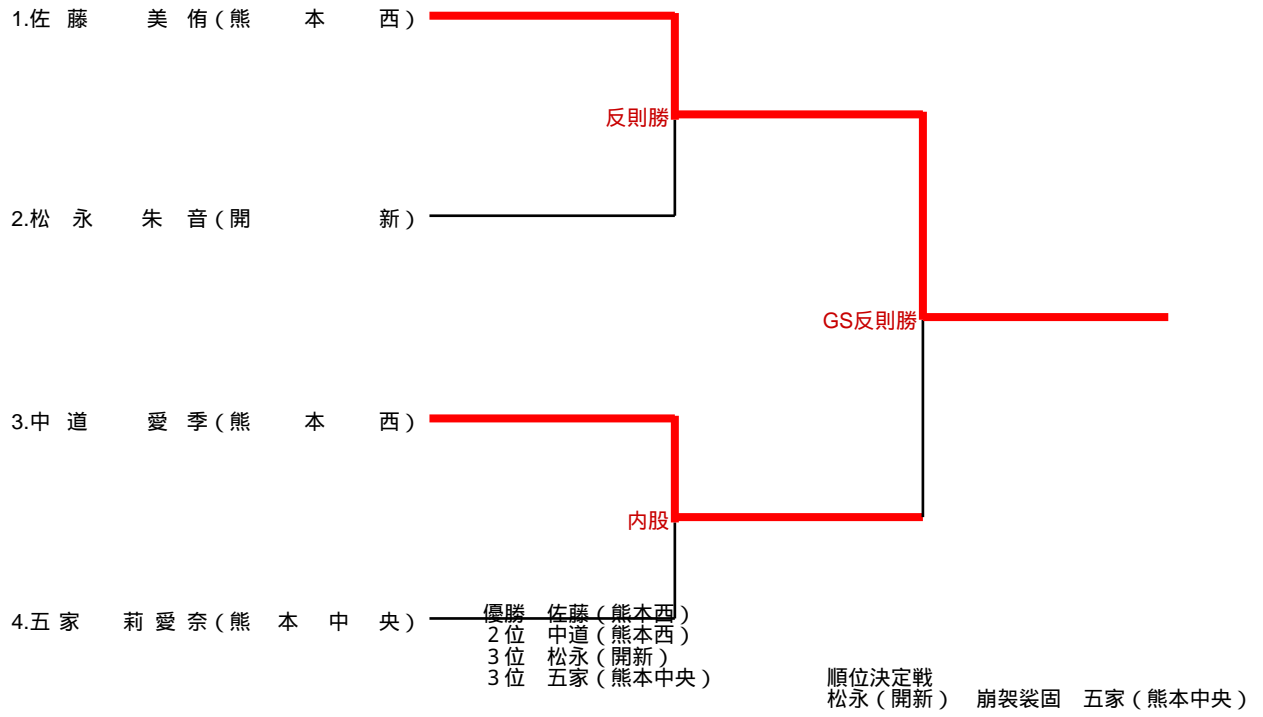 1.佐藤 美侑(熊本西)
反則勝
2.松永 朱音(開新)
GS反則勝
3.中道 愛季(熊本西)
内股
4.五家 莉愛奈(熊本中央)
優勝 佐藤(熊本西)
2位 中道(熊本西)
3位 松永(開新)
3位 五家(熊本中央)
順位決定戦
松永(開新) 崩袈裟固 五家(熊本中央)